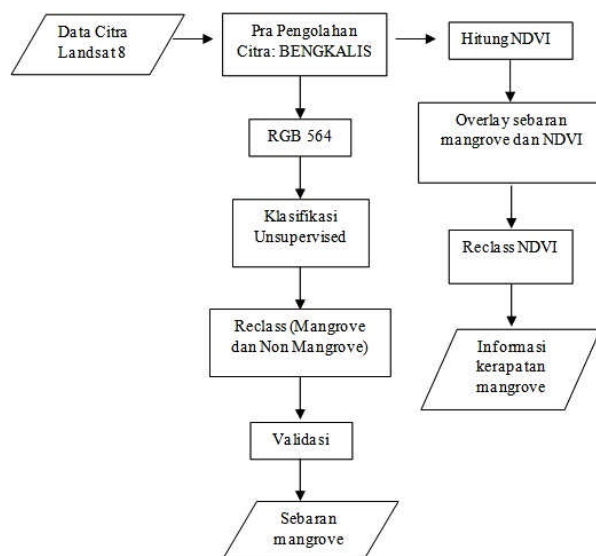 Data Citra
Landsat 8
Pra Pengolahan
Citra: BENGKALIS
Hitung NDVI
RGB 564
Overlay sebaran
mangrove dan NDVI
Klasifikasi
Unsupervised
Reclass NDVI
Reclass (Mangrove
dan Non Mangrove)
Informasi
kerapatan
mangrove
Validasi
Sebaran
mangrove